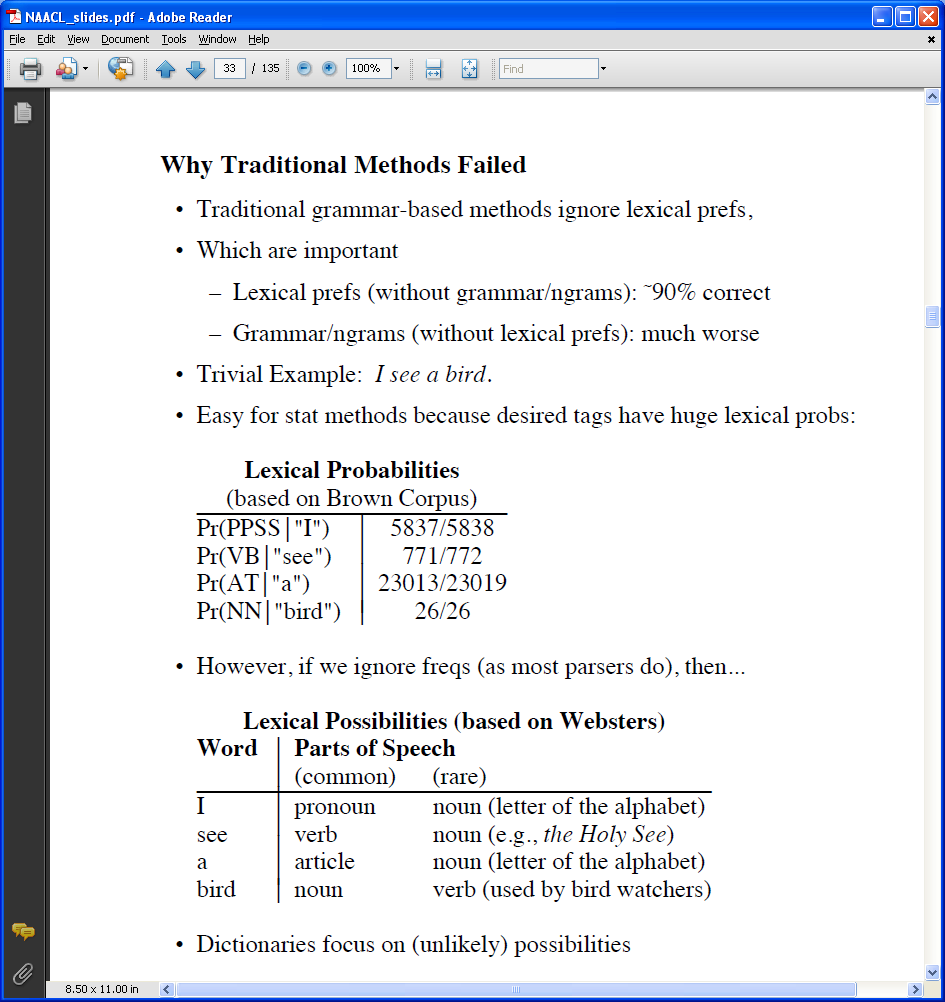 NAACL_slides.pdf - Adobe Reader
File Edit View Document Tools Window Help
33 / 135 100% Find
Why Traditional Methods Failed
• Traditional grammar-based methods ignore lexical prefs,
• Which are important
– Lexical prefs (without grammar/ngrams): ~90% correct
– Grammar/ngrams (without lexical prefs): much worse
• Trivial Example: I see a bird.
• Easy for stat methods because desired tags have huge lexical probs:
Lexical Probabilities
(based on Brown Corpus)
Pr(PPSS|"I") 5837/5838
Pr(VB|"see") 771/772
Pr(AT|"a") 23013/23019
Pr(NN|"bird") 26/26
• However, if we ignore freqs (as most parsers do), then...
Lexical Possibilities (based on Websters)
Word Parts of Speech
(common) (rare)
I pronoun noun (letter of the alphabet)
see verb noun (e.g., the Holy See)
a article noun (letter of the alphabet)
bird noun verb (used by bird watchers)
• Dictionaries focus on (unlikely) possibilities
8.50 x 11.00 in